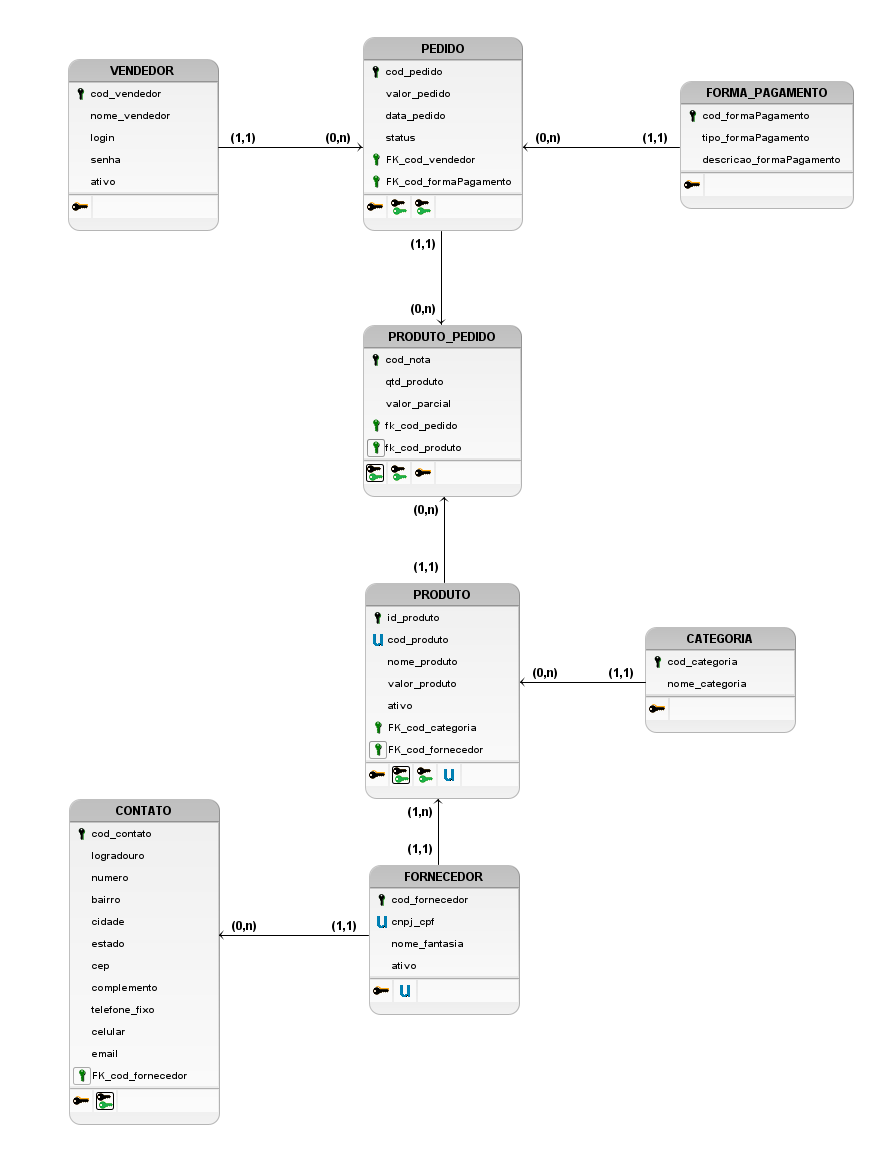 VENDEDOR
cod_vendedor
nome_vendedor
login
senha
ativo
(1,1)
(0,n)
PEDIDO
cod_pedido
valor_pedido
data_pedido
status
FK_cod_vendedor
FK_cod_formaPagamento
(0,n)
(1,1)
FORMA_PAGAMENTO
cod_formaPagamento
tipo_formaPagamento
descricao_formaPagamento
(1,1)
(0,n)
PRODUTO_PEDIDO
cod_nota
qtd_produto
valor_parcial
fk_cod_pedido
fk_cod_produto
(0,n)
(1,1)
PRODUTO
id_produto
u cod_produto
nome_produto
valor_produto
ativo
FK_cod_categoria
FK_cod_fornecedor
u
(0,n)
(1,1)
CATEGORIA
cod_categoria
nome_categoria
(1,n)
(1,1)
FORNECEDOR
cod_fornecedor
u cnpj_cpf
nome_fantasia
ativo
u
(0,n)
(1,1)
CONTATO
cod_contato
logradouro
numero
bairro
cidade
estado
cep
complemento
telefone_fixo
celular
email
FK_cod_fornecedor